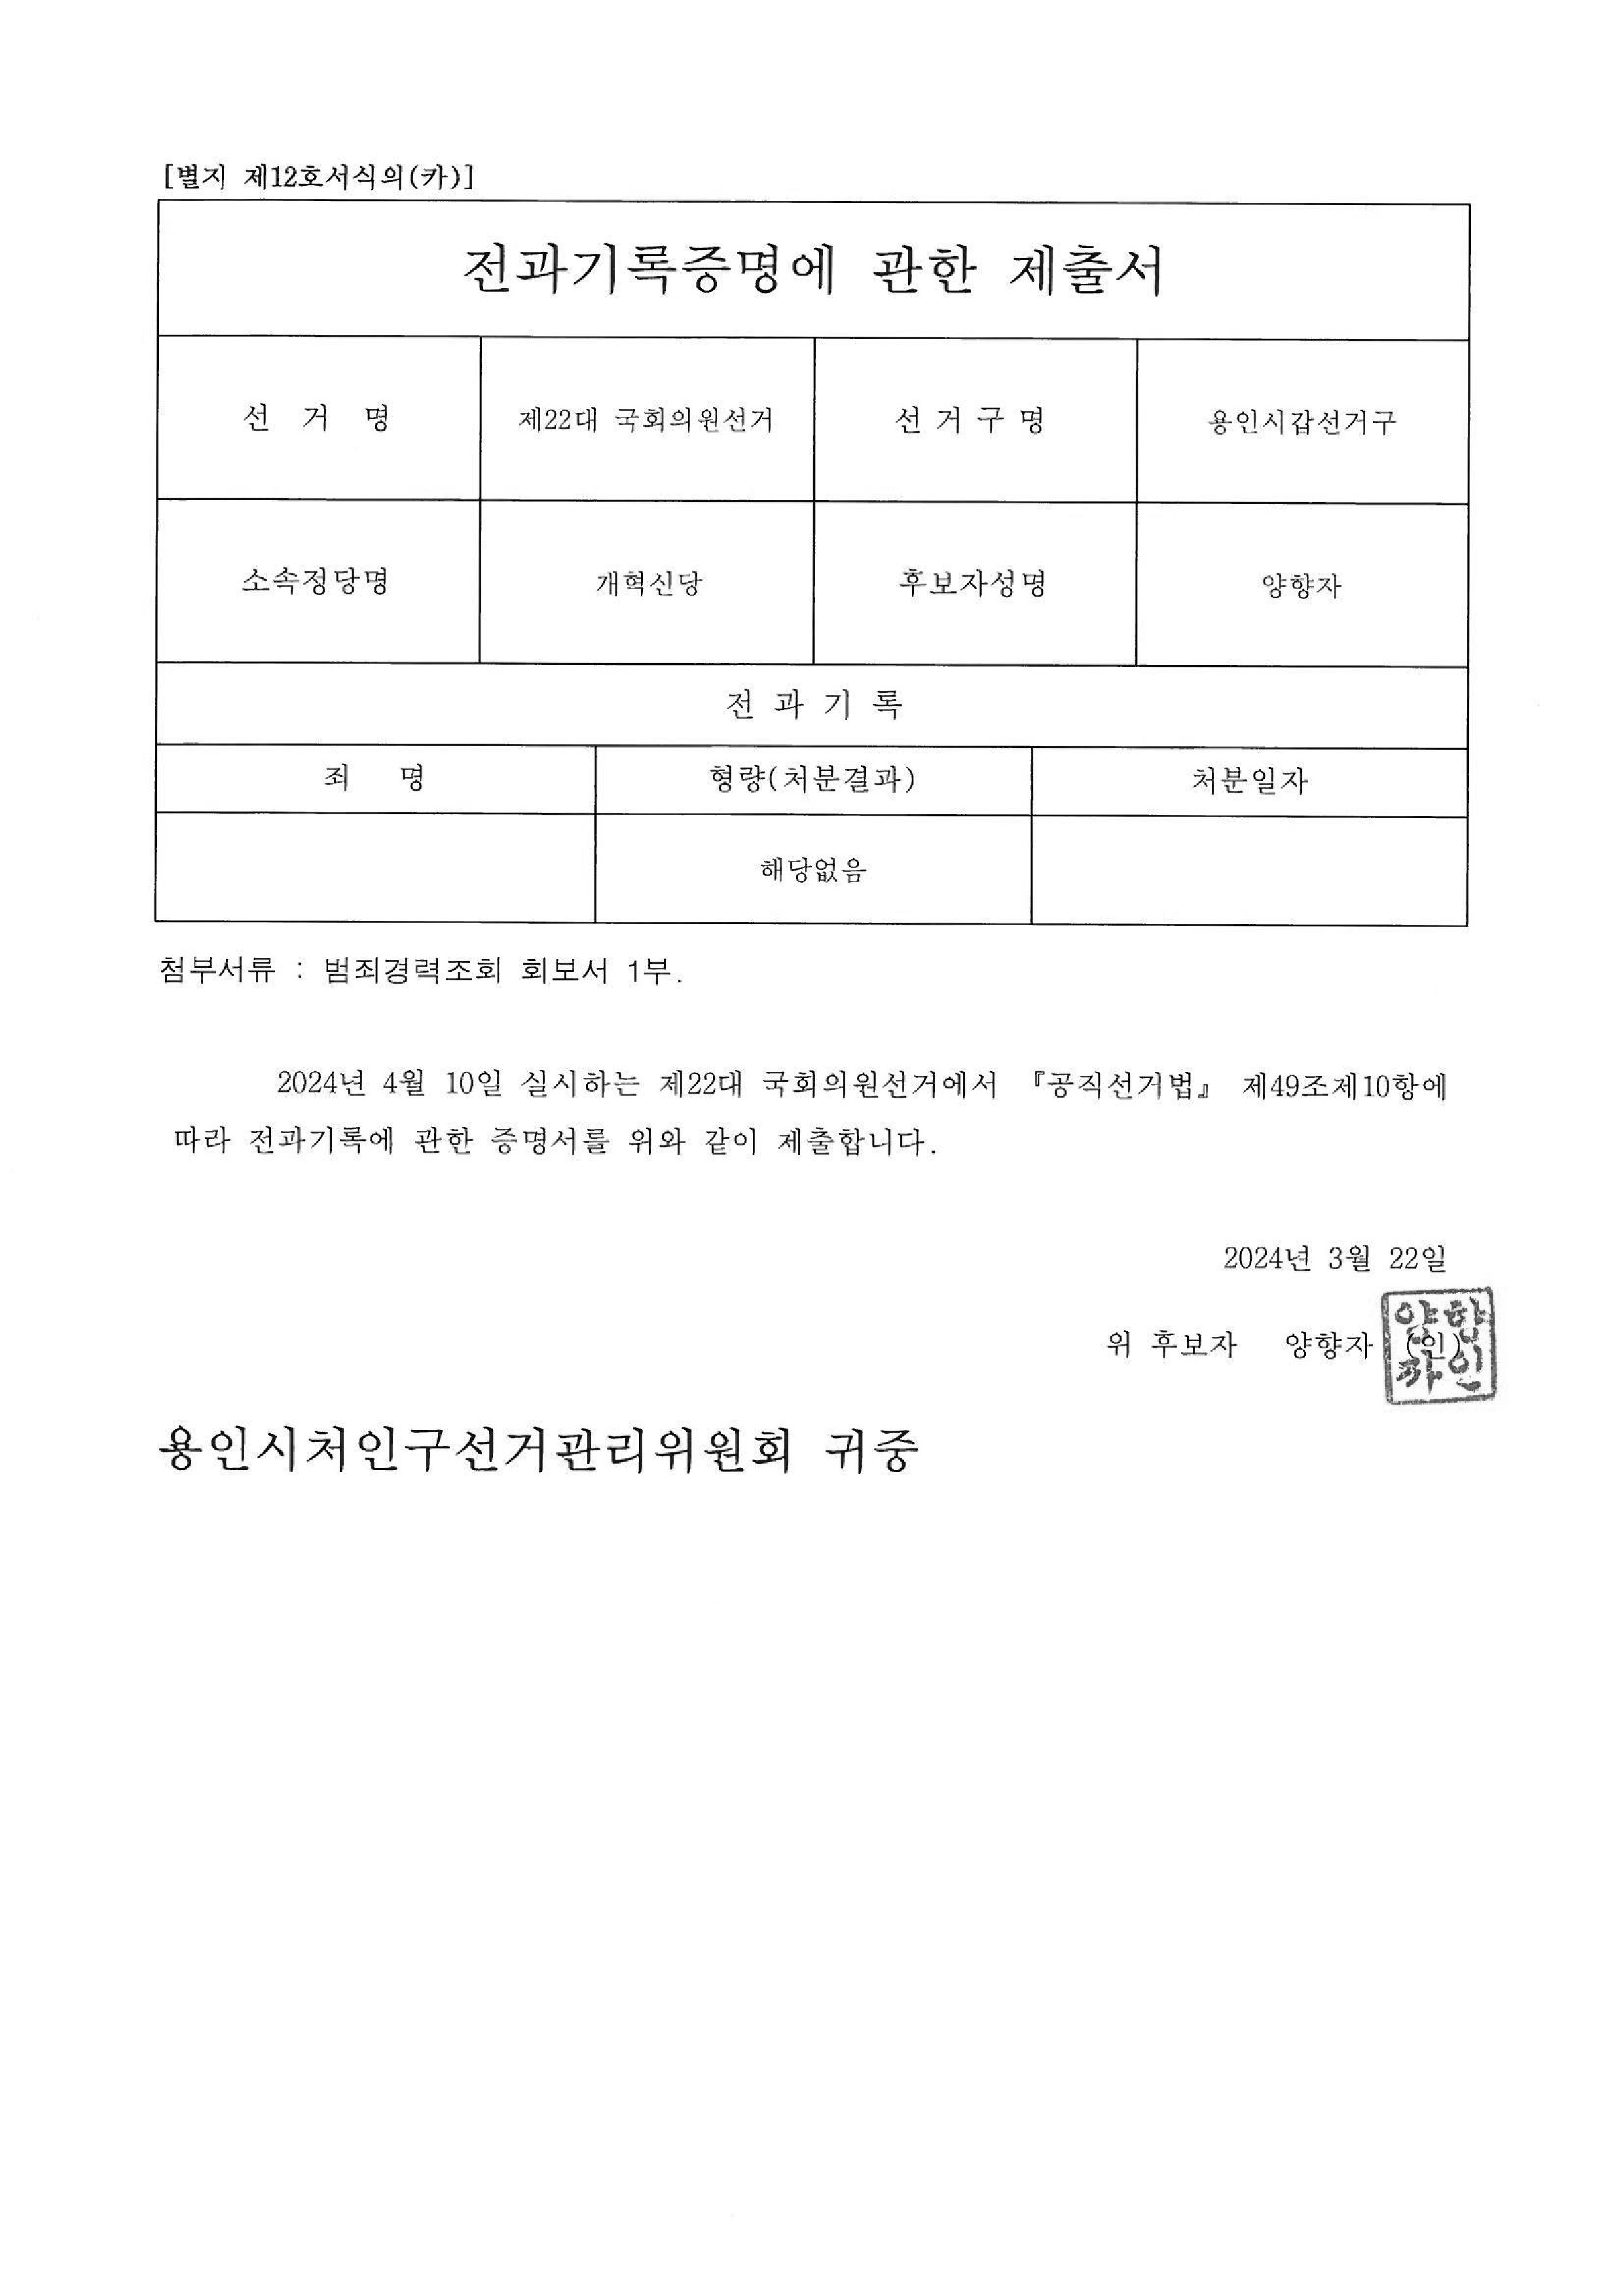 [별지 제12호서식의(카)]
전과기록증명에 관한 제출서
선 거 명 제22대 국회의원선거 선 거 구 명 용인시갑선거구
소속정당명 개혁신당 후보자성명 양향자
전 과 기 록
죄 명 형량(처분결과) 처분일자
해당없음
첨부서류 : 범죄경력조회 회보서 1부.
2024년 4월 10일 실시하는 제22대 국회의원선거에서 『공직선거법』 제49조제10항에
따라 전과기록에 관한 증명서를 위와 같이 제출합니다.
2024년 3월 22일
위 후보자 양향자 (인)
양향
자인
용인시처인구선거관리위원회 귀중